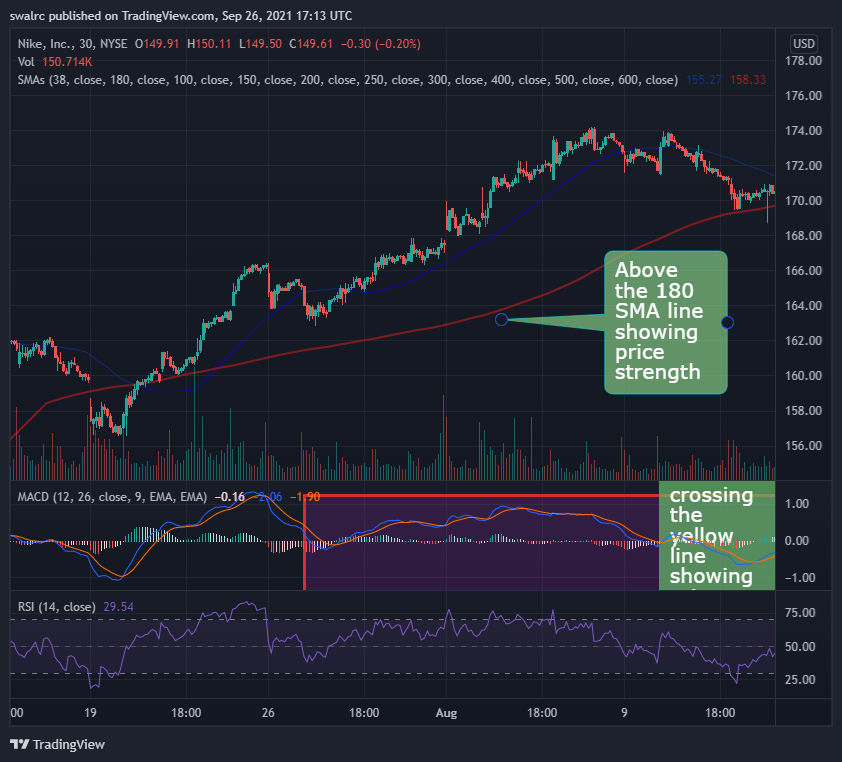 swalrc published on TradingView.com, Sep 26, 2021 17:13 UTC
Nike, Inc., 30, NYSE O149.91 H150.11 L149.50 C149.61 −0.30 (−0.20%)
USD
Vol 150.714K
178.00
SMAs (38, close, 180, close, 100, close, 150, close, 200, close, 250, close, 300, close, 400, close, 500, close, 600, close) 155.27 158.33
176.00
174.00
172.00
170.00
168.00
166.00
164.00
162.00
160.00
158.00
156.00
Above
the 180
SMA line
showing
price
strength
MACD (12, 26, close, 9, EMA, EMA) −0.16 −2.06 −1.90
crossing
the
yellow
line
showing
1.00
0.00
−1.00
RSI (14, close) 29.54
75.00
50.00
25.00
00 19 18:00 26 18:00 Aug 18:00 9 18:00
TradingView